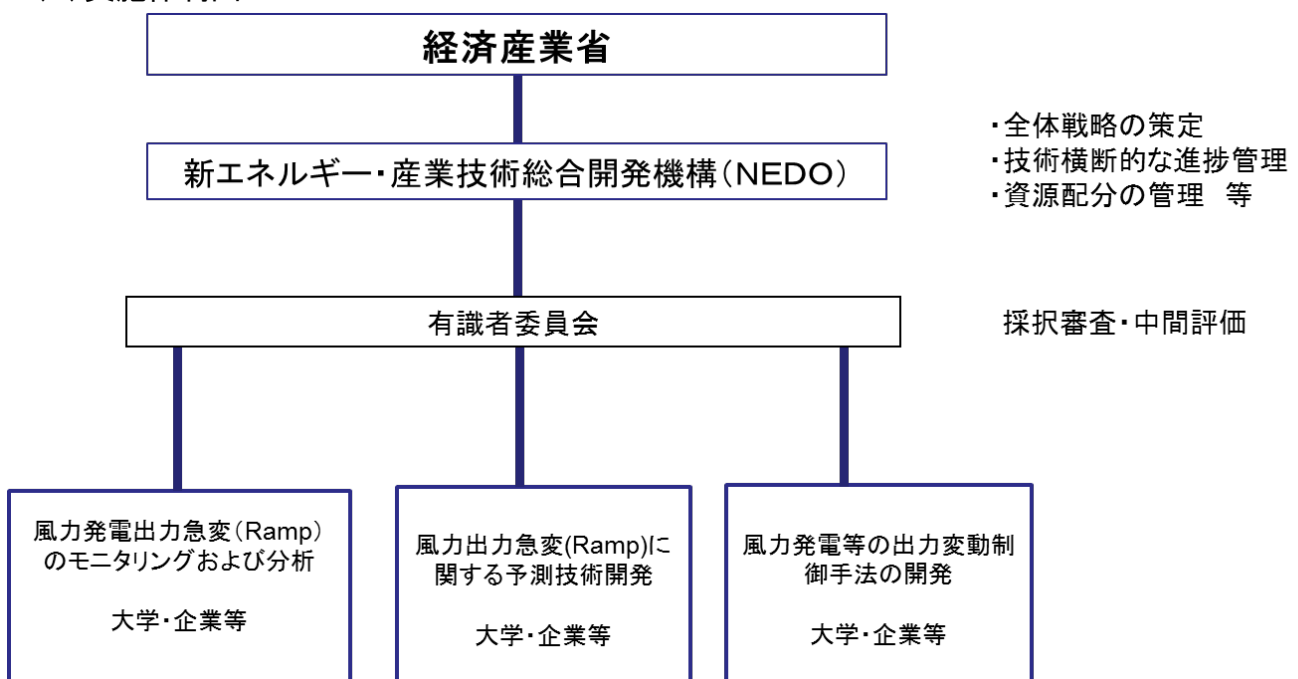 経済産業省
・全体戦略の策定
新エネルギー・産業技術総合開発機構(NEDO)
・技術横断的な進捗管理
・資源配分の管理　等
有識者委員会
採択審査・中間評価
風力発電出力急変(Ramp)
のモニタリングおよび分析
大学・企業等
風力出力急変(Ramp)に
関する予測技術開発
大学・企業等
風力発電等の出力変動制
御手法の開発
大学・企業等